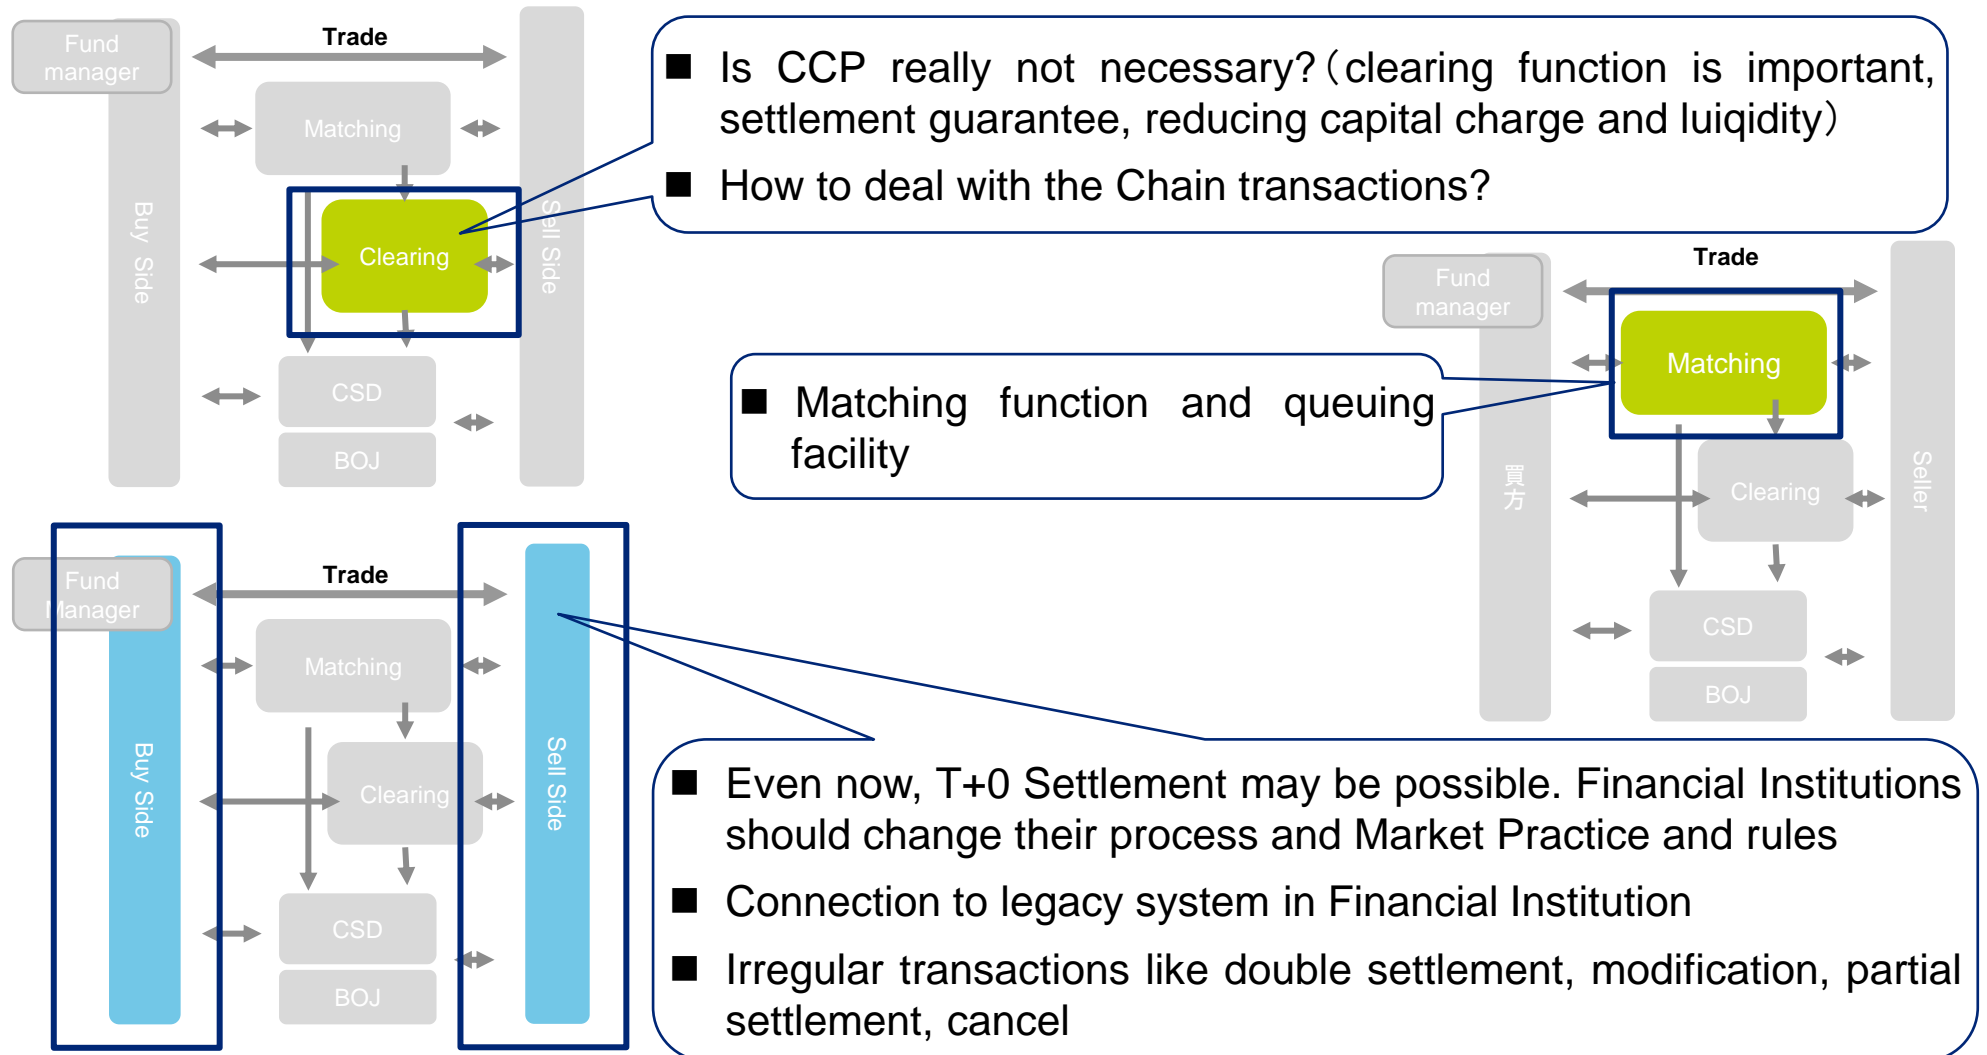 Fund
manager
Trade
Matching
Buy Side
Sell Side
Clearing
CSD
BOJ
■ Is CCP really not necessary?（clearing function is important,
settlement guarantee, reducing capital charge and luiqidity）
■ How to deal with the Chain transactions?
Fund
manager
Trade
Matching
買方
Seller
Clearing
CSD
BOJ
■ Matching function and queuing
facility
Fund
Manager
Trade
Matching
Buy Side
Sell Side
Clearing
CSD
BOJ
■ Even now, T+0 Settlement may be possible. Financial Institutions
should change their process and Market Practice and rules
■ Connection to legacy system in Financial Institution
■ Irregular transactions like double settlement, modification, partial
settlement, cancel